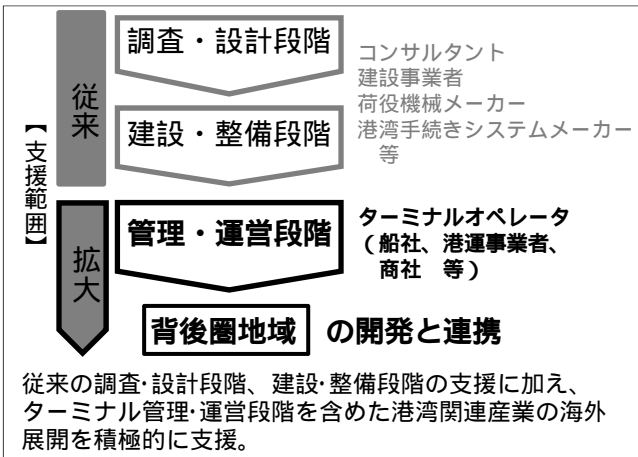 【支援範囲】
従来
調査・設計段階
建設・整備段階
コンサルタント
建設事業者
荷役機械メーカー
港湾手続きシステムメーカー
等
拡大
管理・運営段階
ターミナルオペレータ
（船社、港運事業者、
商社　等）
背後圏地域 の開発と連携
従来の調査・設計段階、建設・整備段階の支援に加え、
ターミナル管理・運営段階を含めた港湾関連産業の海外
展開を積極的に支援。